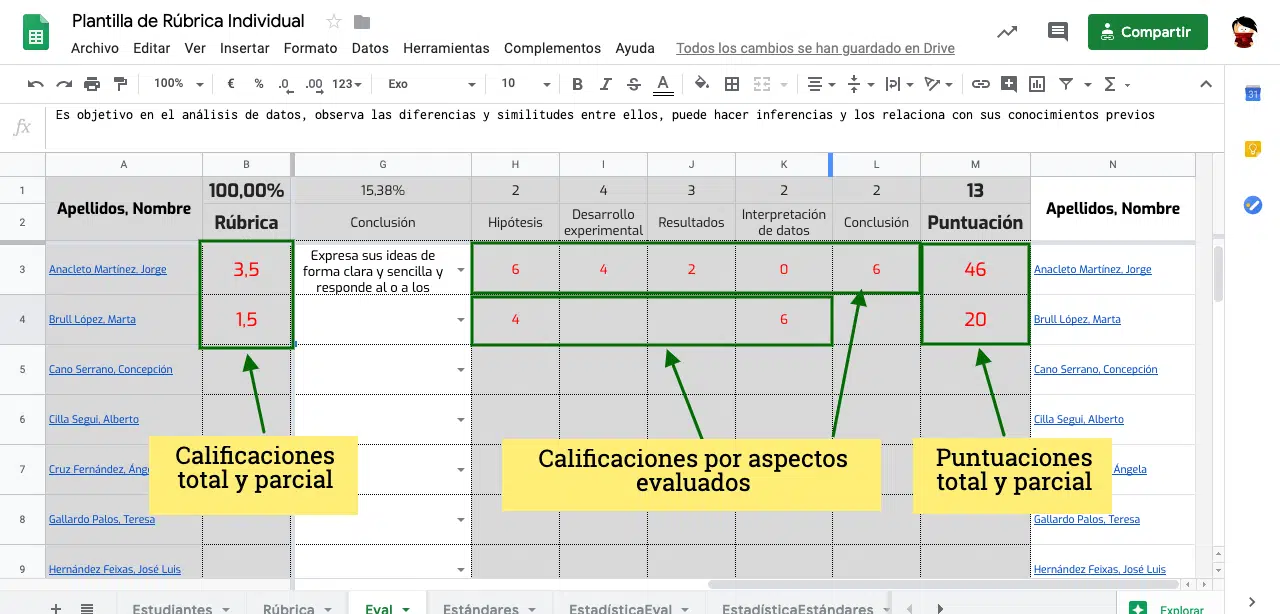 Plantilla de Rúbrica Individual
Archivo Editar Ver Insertar Formato Datos Herramientas Complementos Ayuda Todos los cambios se han guardado en Drive
Compartir
100% € % .0 .00 123 Exo 10 B I S A Σ
31
fx Es objetivo en el análisis de datos, observa las diferencias y similitudes entre ellos, puede hacer inferencias y los relaciona con sus conocimientos previos
A B G H I J K L M N
1 100,00% 15,38% 2 4 3 2 2 13
Apellidos, Nombre Apellidos, Nombre
2 Rúbrica Conclusión Hipótesis Desarrollo experimental Resultados Interpretación de datos Conclusión Puntuación
3 Anacleto Martínez, Jorge 3,5 Expresa sus ideas de forma clara y sencilla y responde al o a los 6 4 2 0 6 46 Anacleto Martínez, Jorge
4 Brull López, Marta 1,5 4 6 20 Brull López, Marta
5 Cano Serrano, Concepción Cano Serrano, Concepción
6 Cilla Segui, Alberto Cilla Segui, Alberto
7 Cruz Fernández, Áng Ángela
Calificaciones
total y parcial
Calificaciones por aspectos
evaluados
Puntuaciones
total y parcial
8 Gallardo Palos, Teresa Gallardo Palos, Teresa
9 Hernández Feixas, José Luis Hernández Feixas, José Luis
+ Estudiantes Rúbrica Eval Estándares EstadísticaEval EstadísticaEstándares Explorar